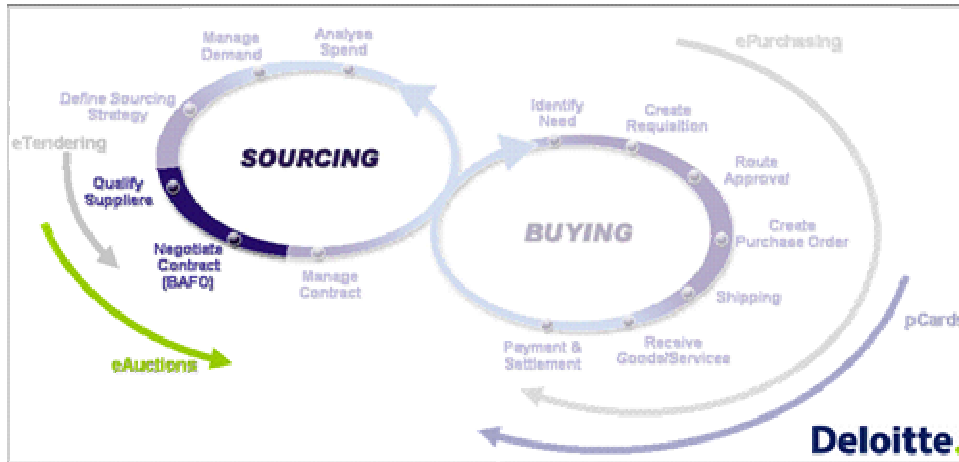 ePurchasing
Manage
Demand
Analyse
Spend
Define Sourcing
Strategy
eTendering
Identify
Need
Create
Requisition
SOURCING
Route
Approval
Qualify
Suppliers
BUYING
Create
Purchase Order
Negotiate
Contract
(BAFO)
Manage
Contract
Shipping
pCards
eAuctions
Payment &
Settlement
Receive
Goods/Services
Deloitte.